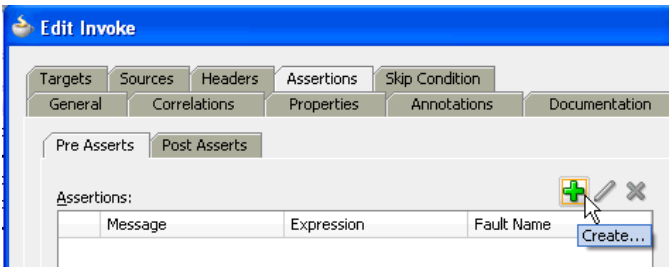 Edit Invoke
Targets Sources Headers Assertions Skip Condition
General Correlations Properties Annotations Documentation
Pre Asserts Post Asserts
Assertions:
Message Expression Fault Name
Create...